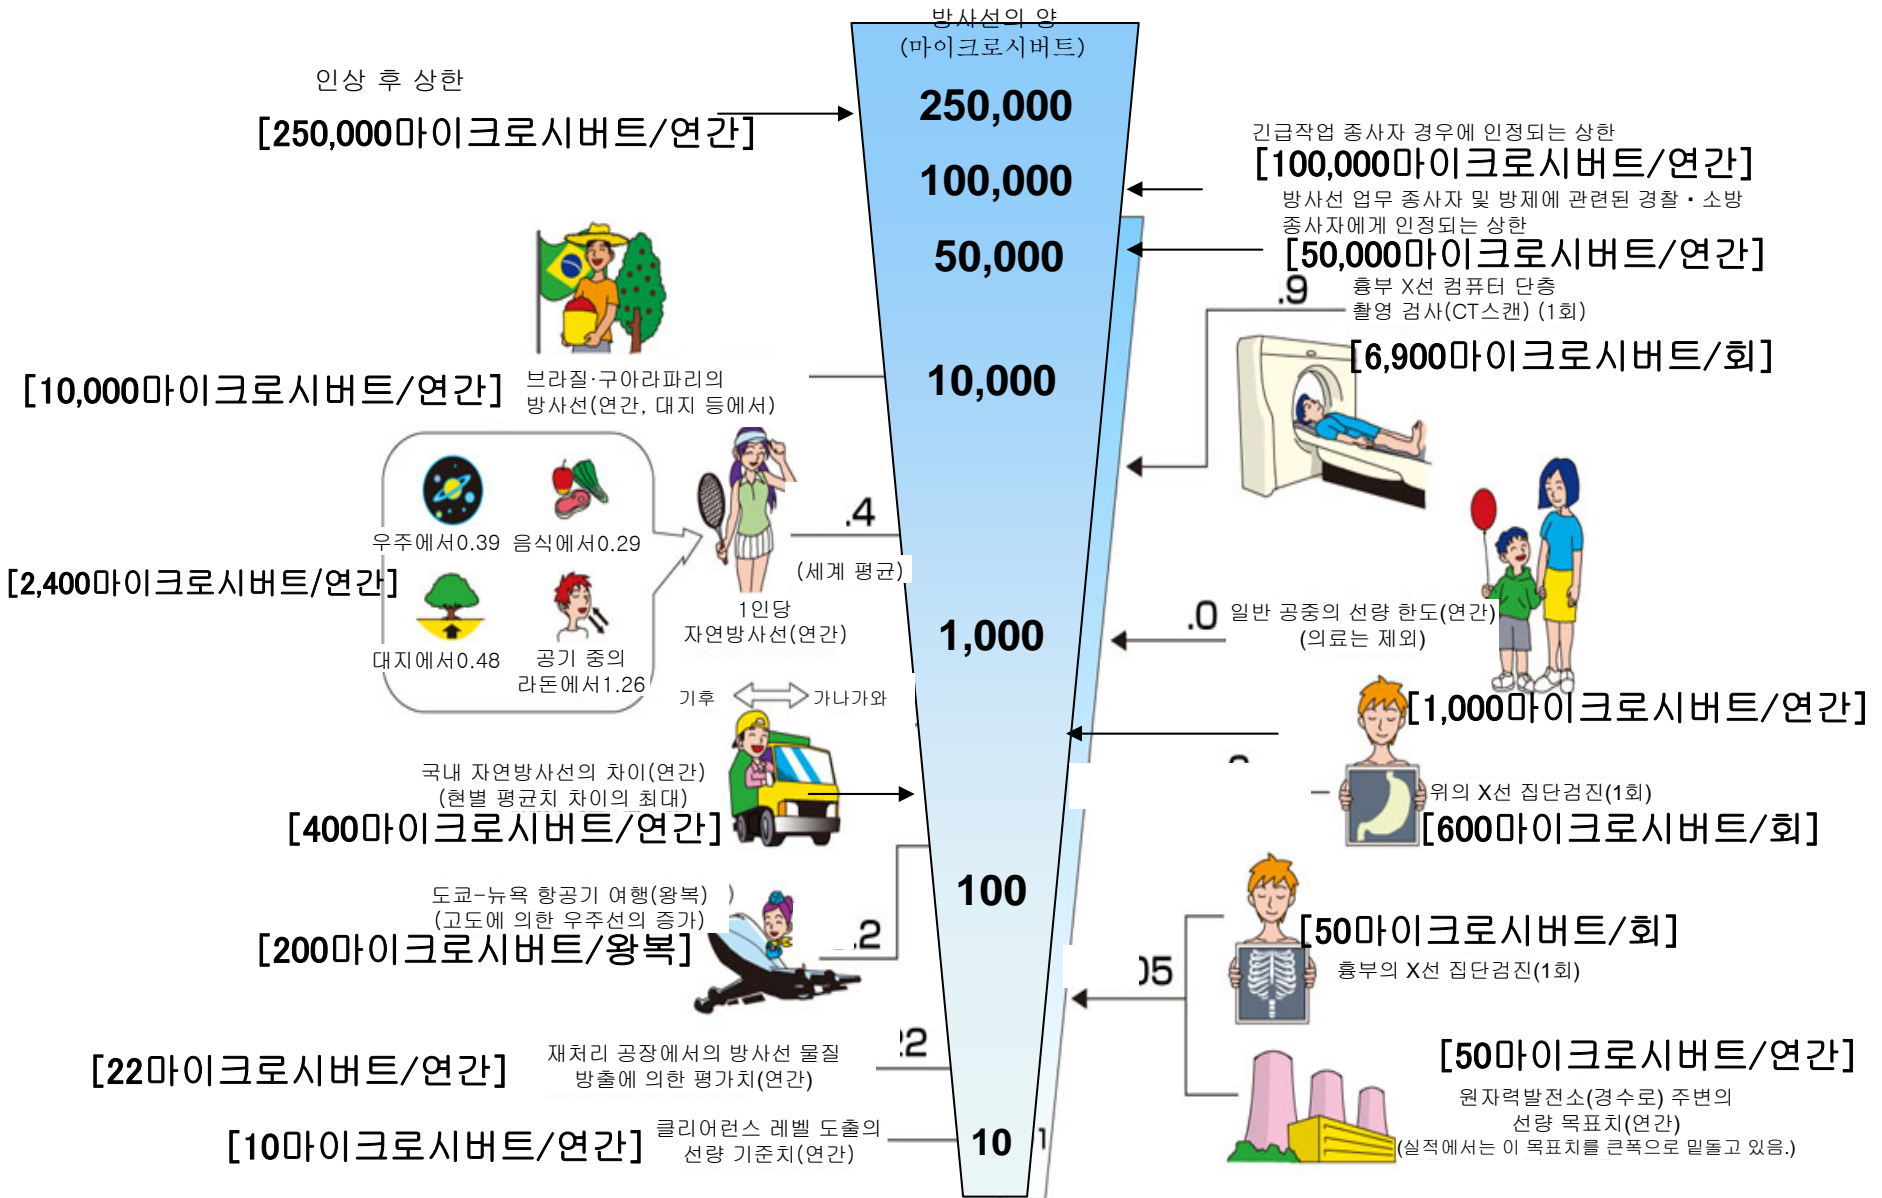 방사선의 양
(마이크로시버트)
250,000
100,000
50,000
10,000
1,000
100
10
인상 후 상한
[250,000마이크로시버트/연간]
브라질·구아라파리의
방사선(연간, 대지 등에서)
[10,000마이크로시버트/연간]
우주에서0.39
음식에서0.29
대지에서0.48
공기 중의
라돈에서1.26
[2,400마이크로시버트/연간]
.4
(세계 평균)
1인당
자연방사선(연간)
기후
가나가와
국내 자연방사선의 차이(연간)
(현별 평균치 차이의 최대)
[400마이크로시버트/연간]
도쿄-뉴욕 항공기 여행(왕복)
)
(고도에 의한 우주선의 증가)
[200마이크로시버트/왕복]
.2
22
재처리 공장에서의 방사선 물질
방출에 의한 평가치(연간)
[22마이크로시버트/연간]
클리어런스 레벨 도출의
선량 기준치(연간)
[10마이크로시버트/연간]
1
긴급작업 종사자 경우에 인정되는 상한
[100,000마이크로시버트/연간]
방사선 업무 종사자 및 방제에 관련된 경찰・소방
종사자에게 인정되는 상한
[50,000마이크로시버트/연간]
.9
흉부 X선 컴퓨터 단층
촬영 검사(CT스캔) (1회)
[6,900마이크로시버트/회]
.0
일반 공중의 선량 한도(연간)
(의료는 제외)
[1,000마이크로시버트/연간]
위의 X선 집단검진(1회)
[600마이크로시버트/회]
05
[50마이크로시버트/회]
흉부의 X선 집단검진(1회)
[50마이크로시버트/연간]
원자력발전소(경수로) 주변의
선량 목표치(연간)
(실적에서는 이 목표치를 큰폭으로 밑돌고 있음.)